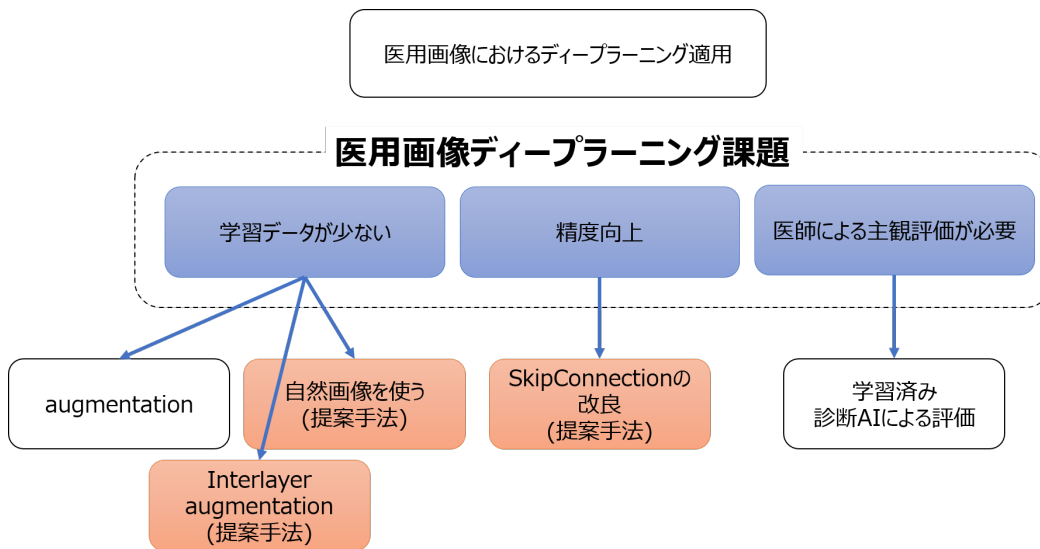 医用画像におけるディープラーニング適用
医用画像ディープラーニング課題
学習データが少ない
精度向上
医師による主観評価が必要
augmentation
自然画像を使う
(提案手法)
SkipConnectionの
改良
(提案手法)
学習済み
診断AIによる評価
Interlayer
augmentation
(提案手法)